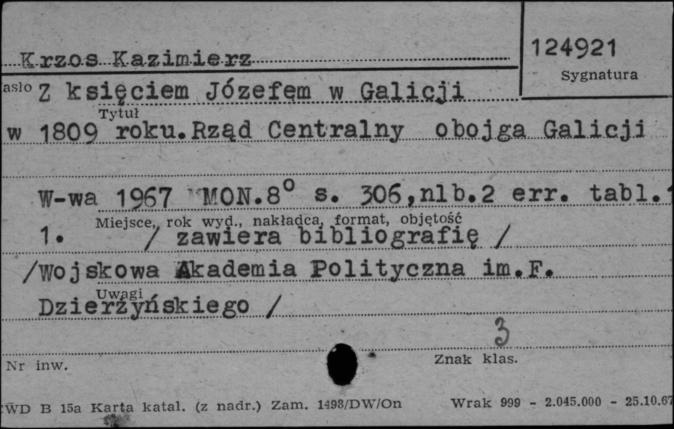 Krzos Kazimierz
124921
Sygnatura
asło Z księciem Józefem w Galicji
Tytuł
w 1809 roku. Rząd Centralny obojga Galicji
W-wa 1967 MON.8° s. 306,nlb.2 err. tabl.1
Miejsce, rok wyd., nakładca, format, objętość
1. / zawiera bibliografię /
/Wojskowa Akademia Polityczna im.F.
Uwagi
Dzierżyńskiego /
3
Nr inw.
Znak klas.
WD B 15a Karta katal. (z nadr.) Zam. 1498/DW/On Wrak 999 - 2.045.000 - 25.10.67